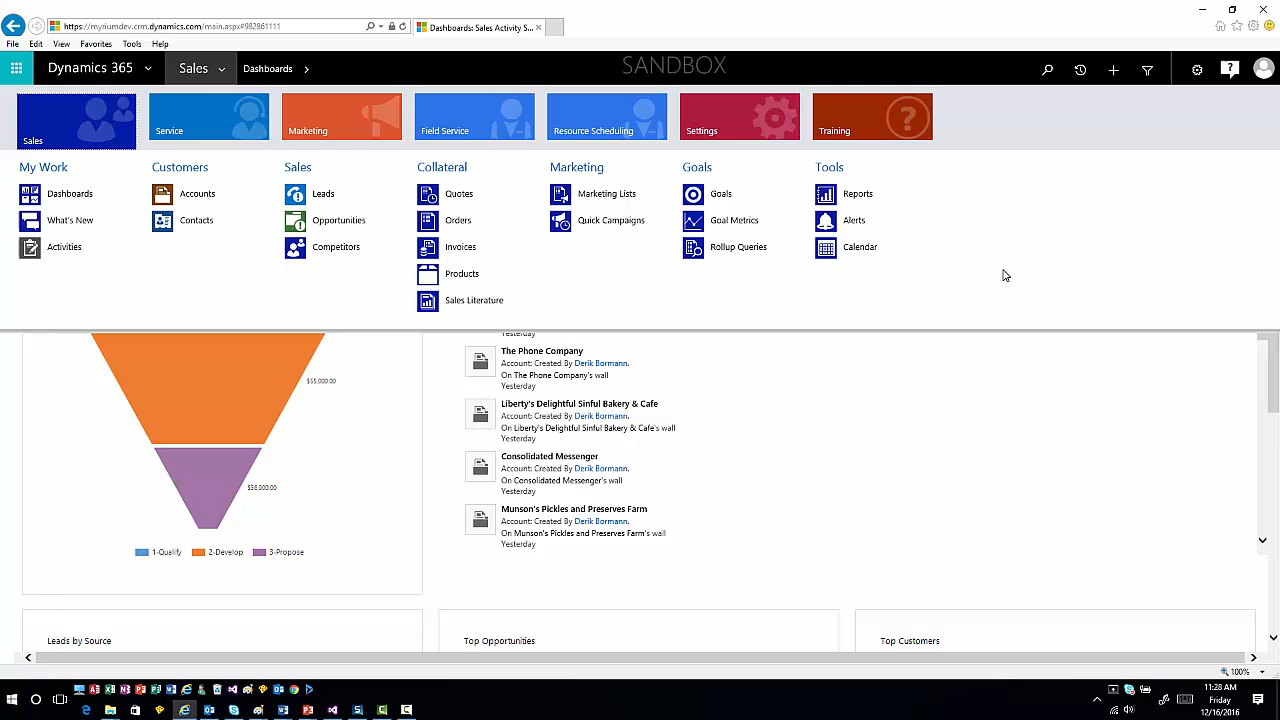 https://myriumdev.crm.dynamics.com/main.aspx#982861111
Dashboards: Sales Activity S...
File Edit View Favorites Tools Help
Dynamics 365 Sales Dashboards SANDBOX
Sales Service Marketing Field Service Resource Scheduling Settings Training
My Work
Dashboards
What's New
Activities
Customers
Accounts
Contacts
Sales
Leads
Opportunities
Competitors
Collateral
Quotes
Orders
Invoices
Products
Sales Literature
Marketing
Marketing Lists
Quick Campaigns
Goals
Goals
Goal Metrics
Rollup Queries
Tools
Reports
Alerts
Calendar
$55,000.00
$36,000.00
1-Qualify 2-Develop 3-Propose
Yesterday
The Phone Company
Account: Created By Derik Bormann.
On The Phone Company's wall
Yesterday
Liberty's Delightful Sinful Bakery & Cafe
Account: Created By Derik Bormann.
On Liberty's Delightful Sinful Bakery & Cafe's wall
Yesterday
Consolidated Messenger
Account: Created By Derik Bormann.
On Consolidated Messenger's wall
Yesterday
Munson's Pickles and Preserves Farm
Account: Created By Derik Bormann.
On Munson's Pickles and Preserves Farm's wall
Yesterday
Leads by Source
Top Opportunities
Top Customers
100%
11:28 AM
Friday
12/16/2016